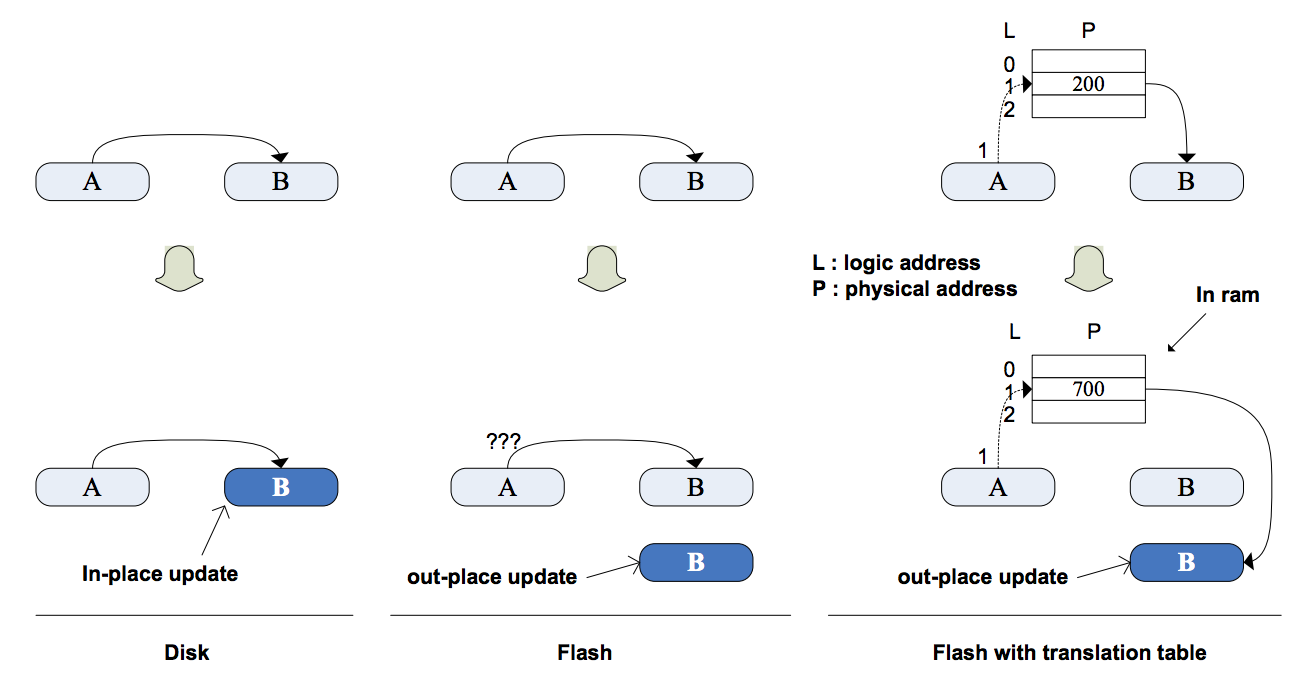 L P
0
1 200
2
1
A B
A B
A B
L : logic address
P : physical address
In ram
L P
0
1 700
2
???
1
A B
A B
A B
In-place update
out-place update B
out-place update B
Disk
Flash
Flash with translation table